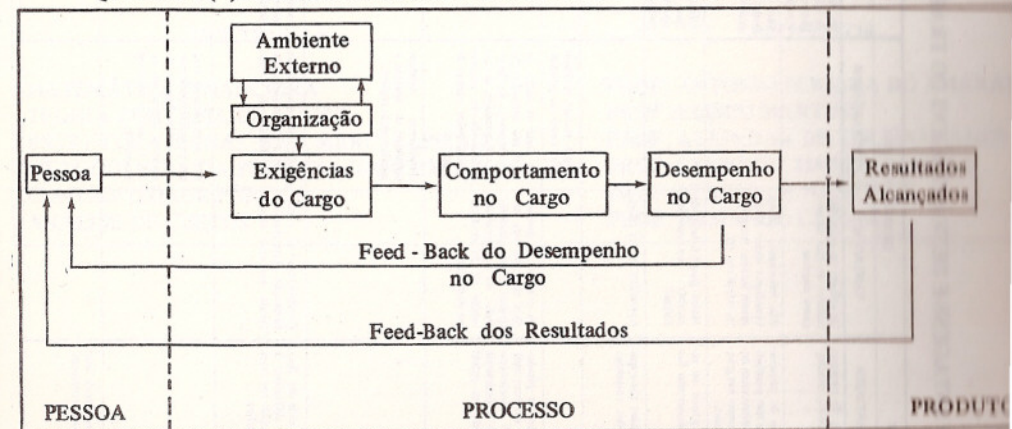 Ambiente
Externo
Organização
Pessoa
Exigências
do Cargo
Comportamento
no Cargo
Desempenho
no Cargo
Resultados
Alcançados
Feed - Back do Desempenho
no Cargo
Feed-Back dos Resultados
PESSOA
PROCESSO
PRODUTO